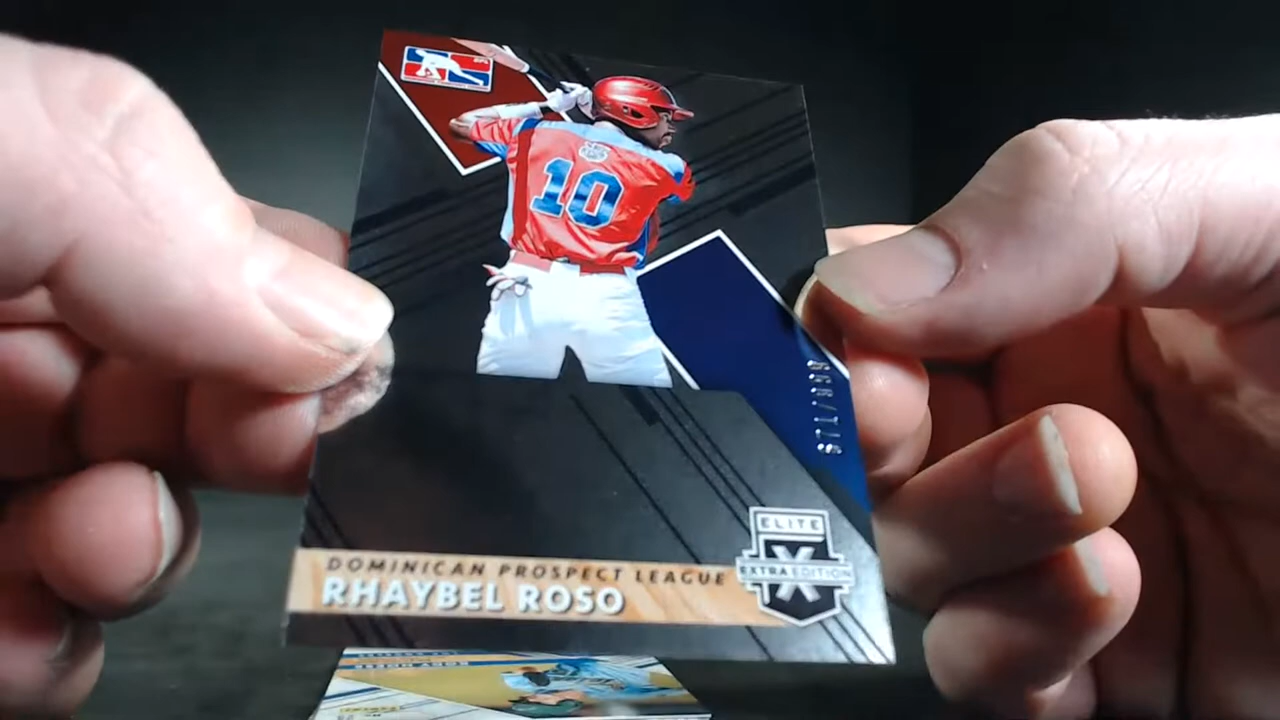 10
DOMINICAN PROSPECT LEAGUE
RHAYBEL ROSO
ELITE
X
EXTRA EDITION